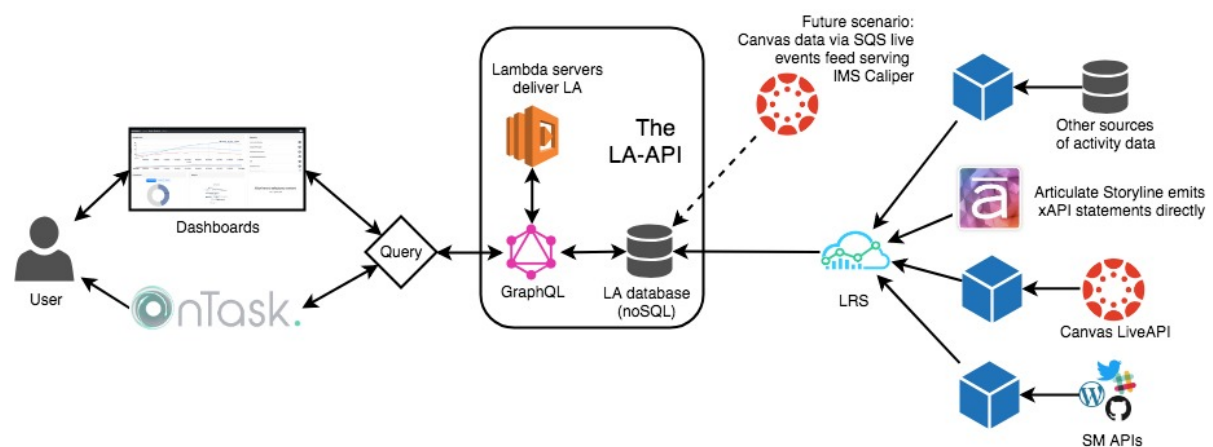 Future scenario:
Canvas data via SQS live
events feed serving
IMS Caliper
Lambda servers
deliver LA
The
LA-API
Other sources
of activity data
ā
Articulate Storyline emits
xAPI statements directly
Dashboards
Query
User
OnTask.
GraphQL
LA database
(noSQL)
LRS
Canvas LiveAPI
SM APIs